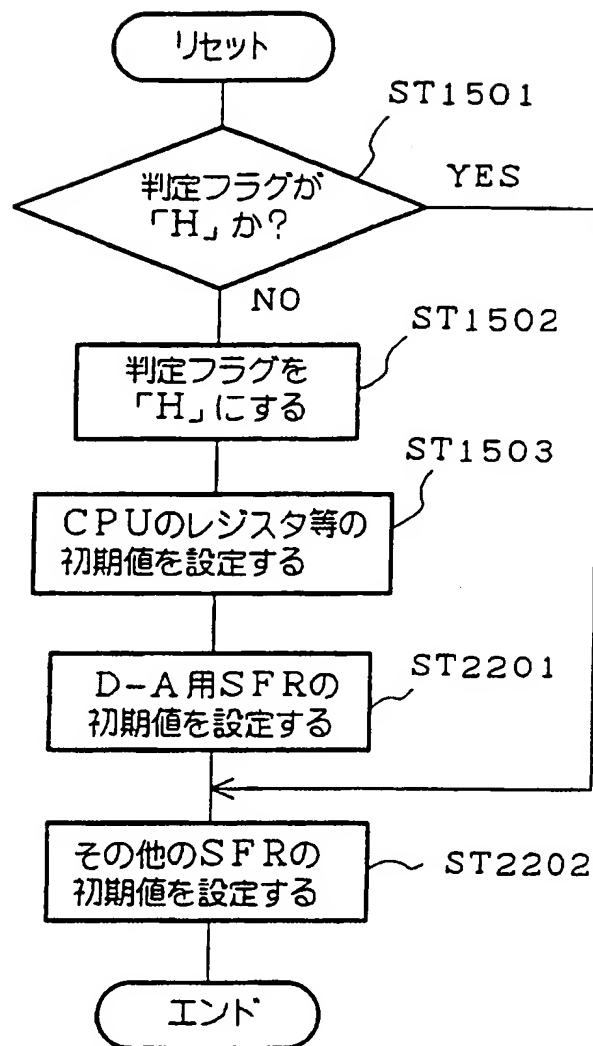 リセット
ST1501
判定フラグが
「H」か?
YES
NO
ST1502
判定フラグを
「H」にする
ST1503
CPUのレジスタ等の
初期値を設定する
ST2201
D-A用SFRの
初期値を設定する
その他のSFRの
初期値を設定する
ST2202
エンド